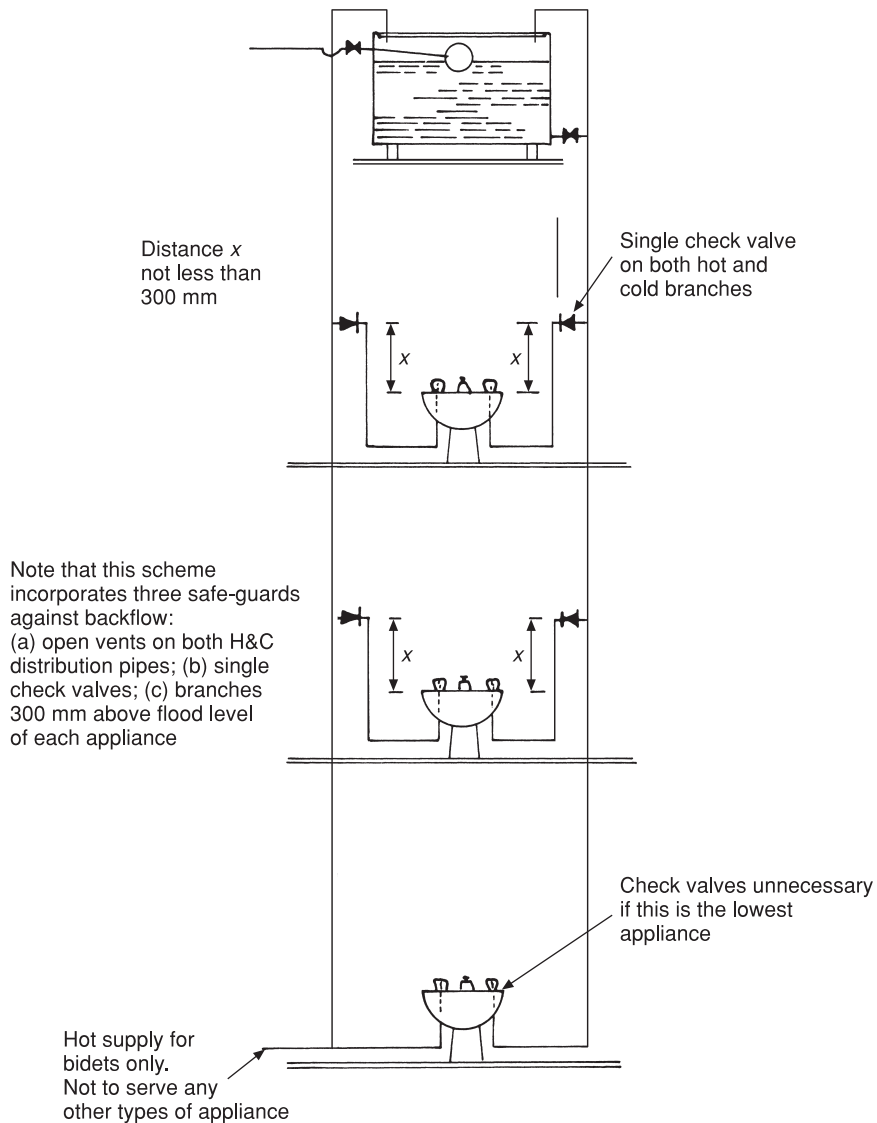 Distance x
not less than
300 mm
Single check valve
on both hot and
cold branches
x
x
Note that this scheme
incorporates three safe-guards
against backflow:
(a) open vents on both H&C
distribution pipes; (b) single
check valves; (c) branches
300 mm above flood level
of each appliance
x
x
Check valves unnecessary
if this is the lowest
appliance
Hot supply for
bidets only.
Not to serve any
other types of appliance